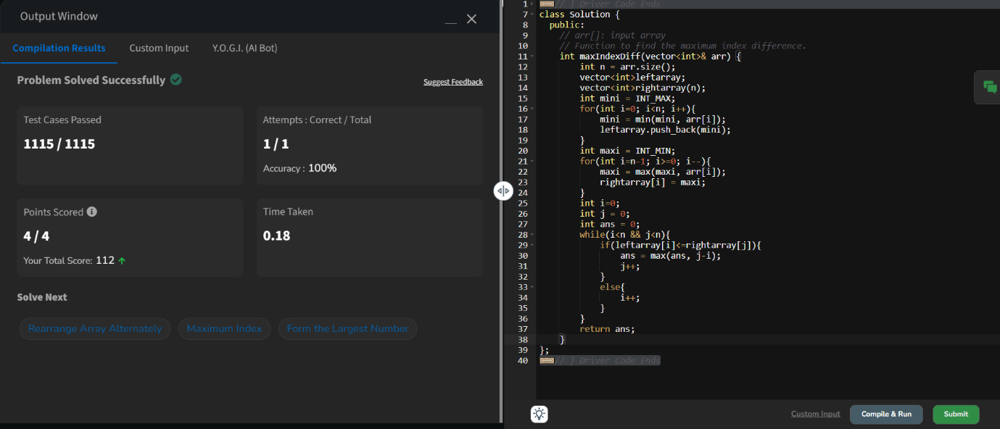 Output Window
Compilation Results
Custom Input
Y.O.G.I. (AI Bot)
Problem Solved Successfully
Suggest Feedback
Test Cases Passed
1115 / 1115
Attempts : Correct / Total
1 / 1
Accuracy : 100%
Points Scored
4 / 4
Your Total Score: 112
Time Taken
0.18
Solve Next
Rearrange Array Alternately
Maximum Index
Form the Largest Number
1 // } Driver Code Ends
7 class Solution {
8 public:
9 // arr[]: input array
10 // Function to find the maximum index difference.
11 int maxIndexDiff(vector<int>& arr) {
12 int n = arr.size();
13 vector<int>leftarray;
14 vector<int>rightarray(n);
15 int mini = INT_MAX;
16 for(int i=0; i<n; i++){
17 mini = min(mini, arr[i]);
18 leftarray.push_back(mini);
19 }
20 int maxi = INT_MIN;
21 for(int i=n-1; i>=0; i--){
22 maxi = max(maxi, arr[i]);
23 rightarray[i] = maxi;
24 }
25 int i=0;
26 int j = 0;
27 int ans = 0;
28 while(i<n && j<n){
29 if(leftarray[i]<=rightarray[j]){
30 ans = max(ans, j-i);
31 j++;
32 }
33 else{
34 i++;
35 }
36 }
37 return ans;
38 }
39 };
40 // } Driver Code Ends
Custom Input
Compile & Run
Submit